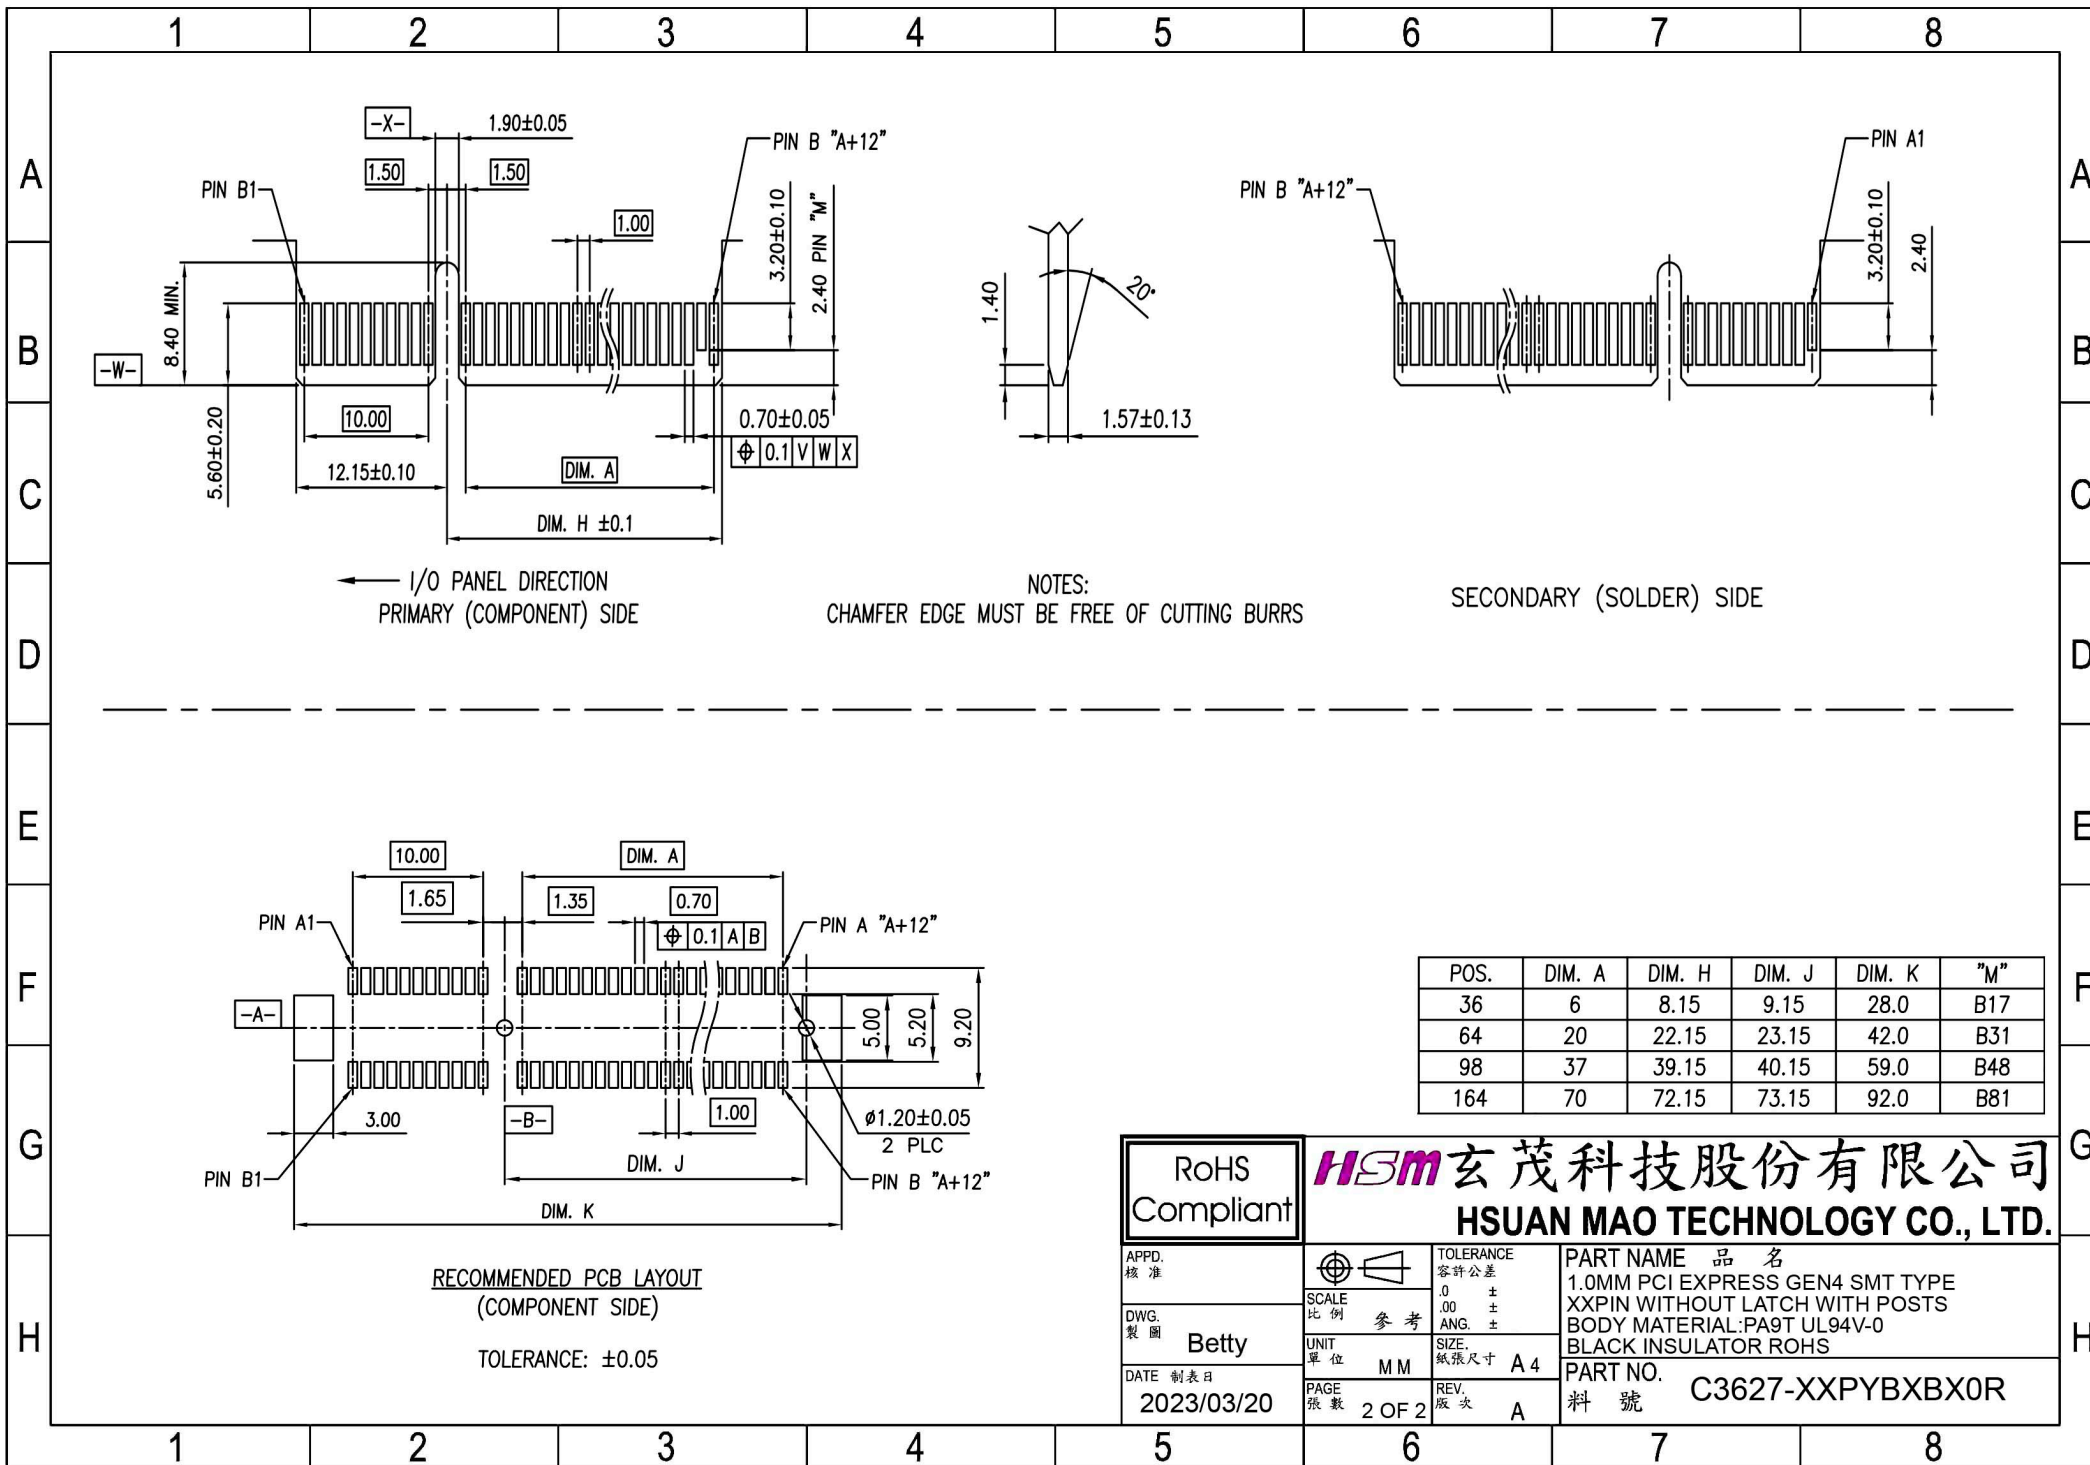 1 2 3 4 5 6 7 8
A
B
C
D
E
F
G
H
-X-
1.90±0.05
1.50
1.50
PIN B "A+12"
PIN B1
1.00
3.20±0.10
2.40 PIN "M"
8.40 MIN.
-W-
5.60±0.20
10.00
12.15±0.10
0.70±0.05
⌖ 0.1 V W X
DIM. A
DIM. H ±0.1
I/O PANEL DIRECTION
PRIMARY (COMPONENT) SIDE
1.40
20°
1.57±0.13
NOTES:
CHAMFER EDGE MUST BE FREE OF CUTTING BURRS
PIN A1
PIN B "A+12"
3.20±0.10
2.40
SECONDARY (SOLDER) SIDE
A
B
C
D
E
F
G
H
10.00
DIM. A
1.65
1.35
0.70
⌖ 0.1 A B
PIN A1
PIN A "A+12"
-A-
5.00
5.20
9.20
3.00
-B-
1.00
ø1.20±0.05
2 PLC
PIN B1
DIM. J
PIN B "A+12"
DIM. K
RECOMMENDED PCB LAYOUT
(COMPONENT SIDE)
TOLERANCE: ±0.05
POS. DIM. A DIM. H DIM. J DIM. K "M"
36 6 8.15 9.15 28.0 B17
64 20 22.15 23.15 42.0 B31
98 37 39.15 40.15 59.0 B48
164 70 72.15 73.15 92.0 B81
RoHS
Compliant
HSM 玄茂科技股份有限公司
HSUAN MAO TECHNOLOGY CO., LTD.
APPD.
核 准
DWG.
製 圖 Betty
DATE 制表日
2023/03/20
SCALE
比 例 參 考
UNIT
單 位 MM
PAGE
張 數 2 OF 2
TOLERANCE
容許公差
.0 ±
.00 ±
ANG. ±
SIZE.
紙張尺寸 A4
REV.
版 次 A
PART NAME 品 名
1.0MM PCI EXPRESS GEN4 SMT TYPE
XXPIN WITHOUT LATCH WITH POSTS
BODY MATERIAL:PA9T UL94V-0
BLACK INSULATOR ROHS
PART NO.
料 號 C3627-XXPYBXBX0R
1 2 3 4 5 6 7 8